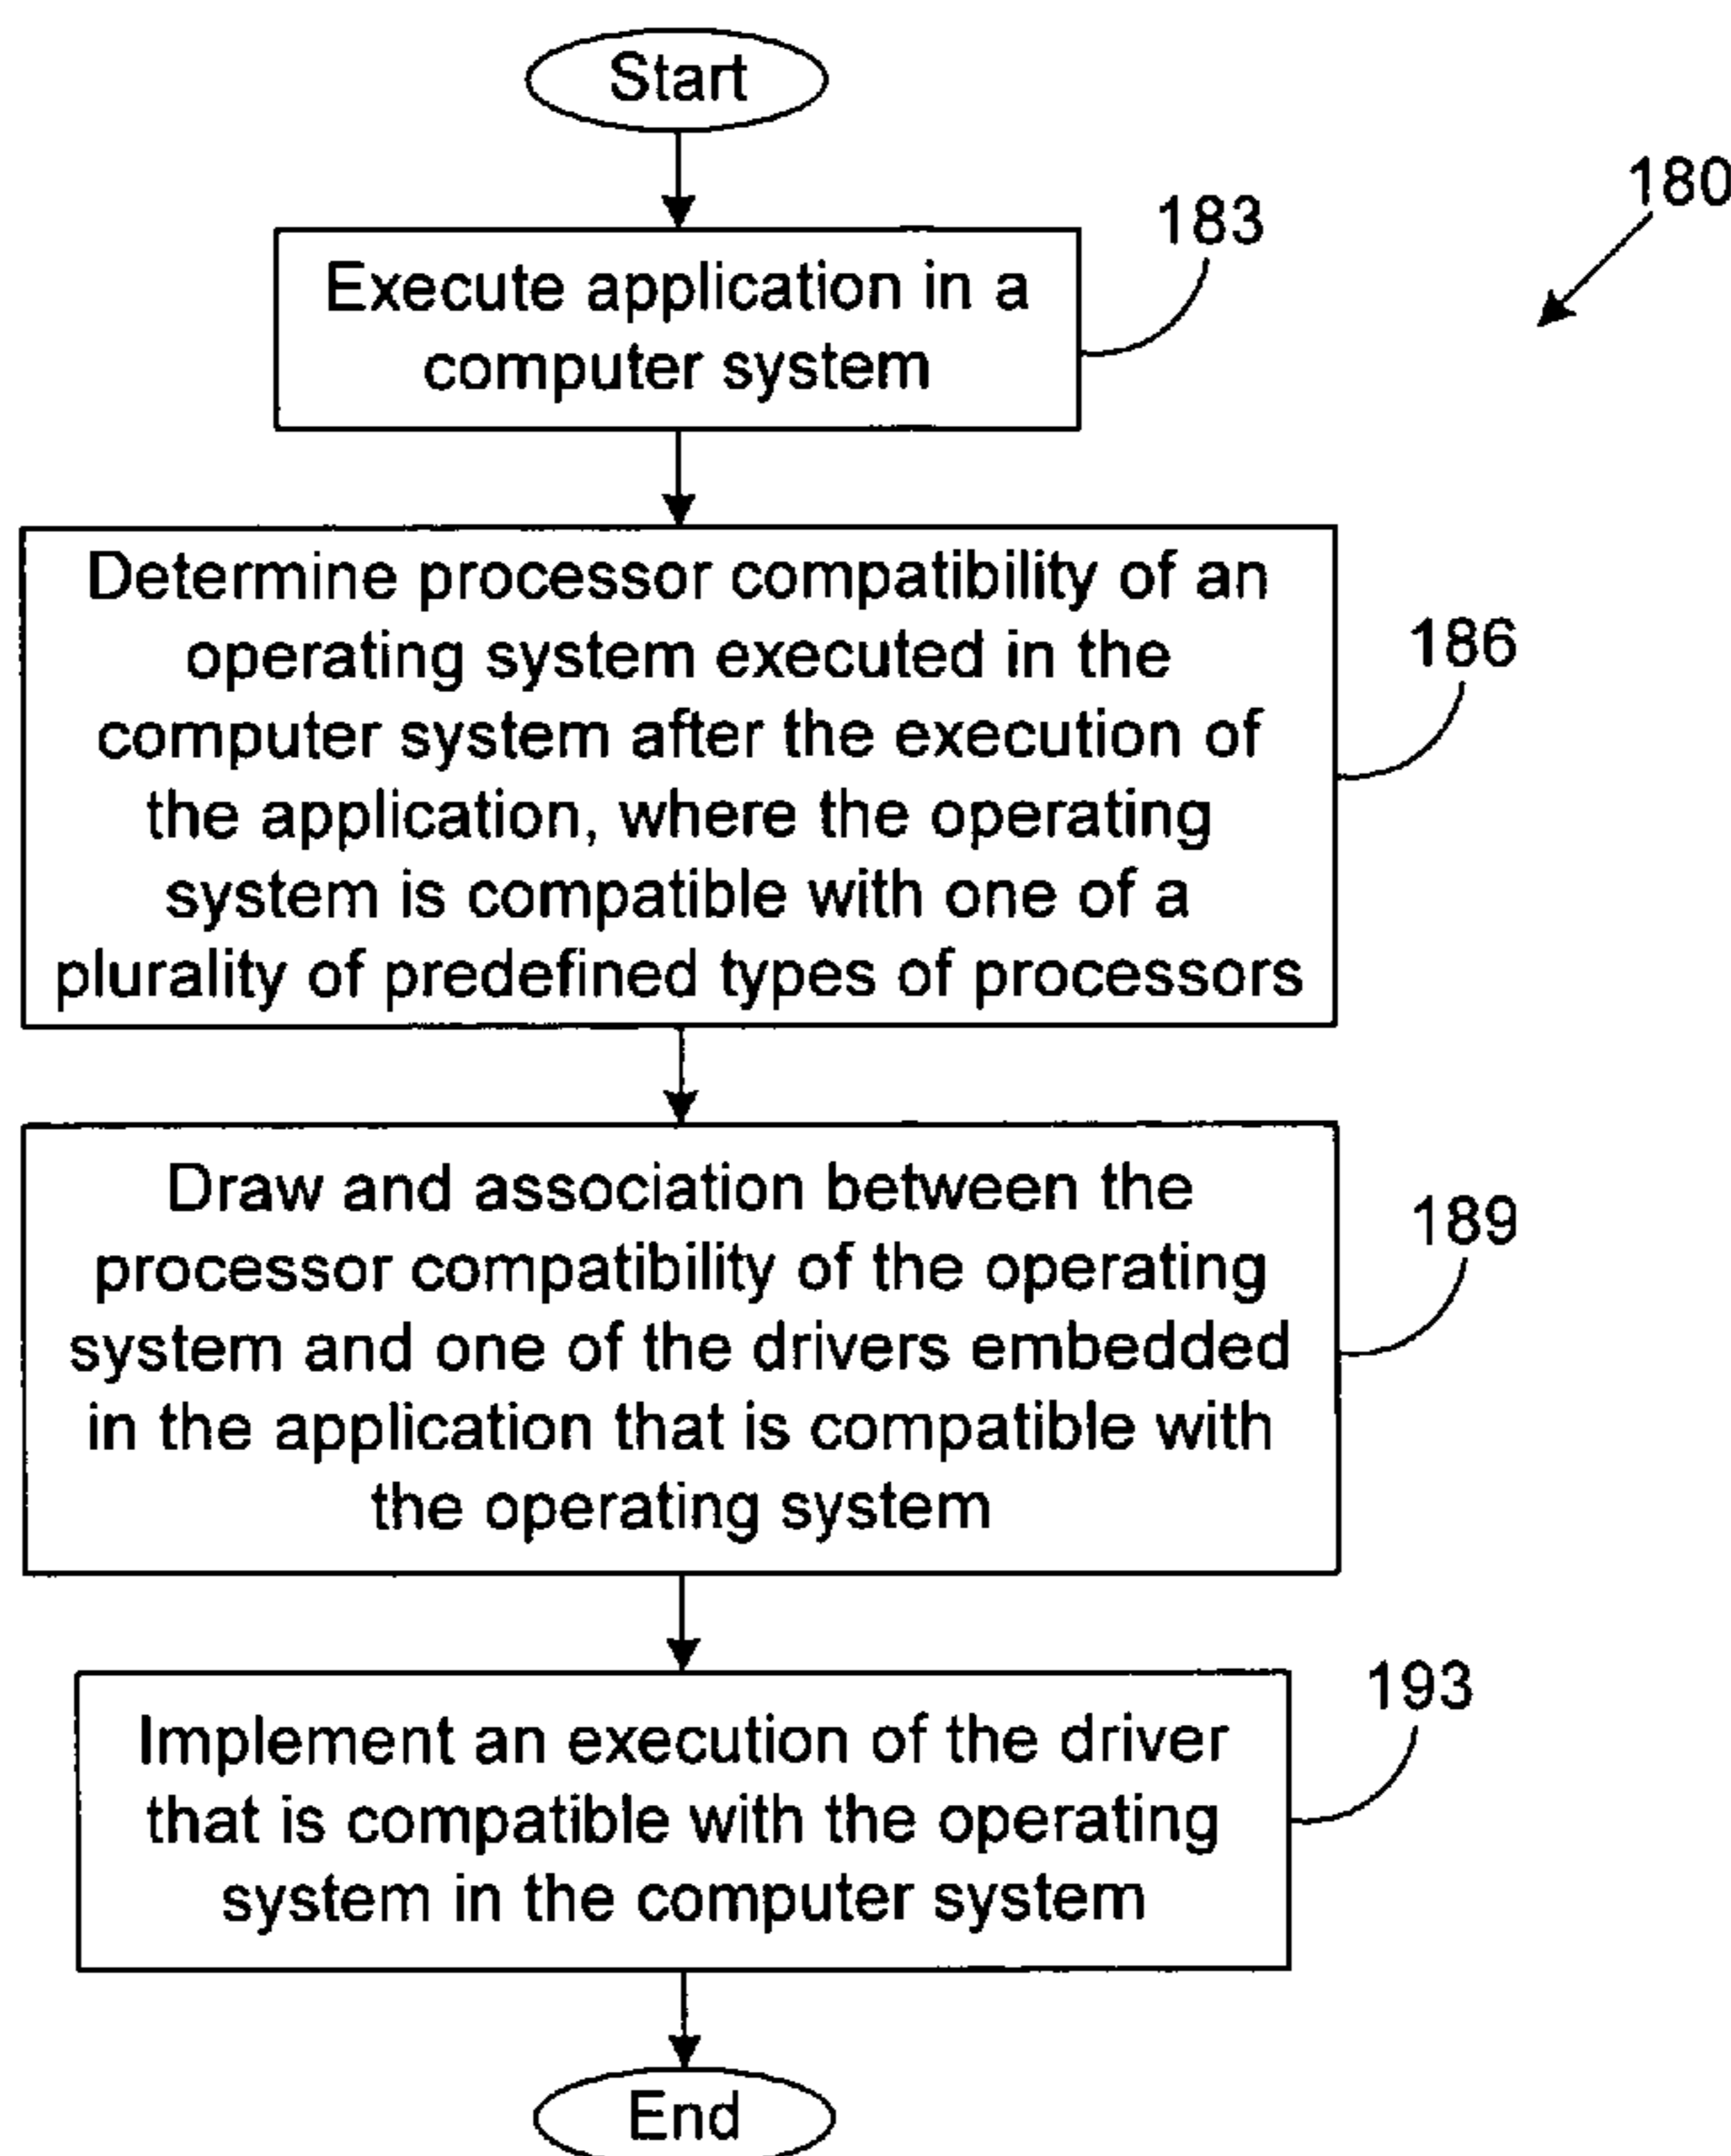 Start
180
183
Execute application in a
computer system
Determine processor compatibility of an
operating system executed in the
computer system after the execution of
the application, where the operating
system is compatible with one of a
plurality of predefined types of processors
186
Draw and association between the
processor compatibility of the operating
system and one of the drivers embedded
in the application that is compatible with
the operating system
189
Implement an execution of the driver
that is compatible with the operating
system in the computer system
193
End